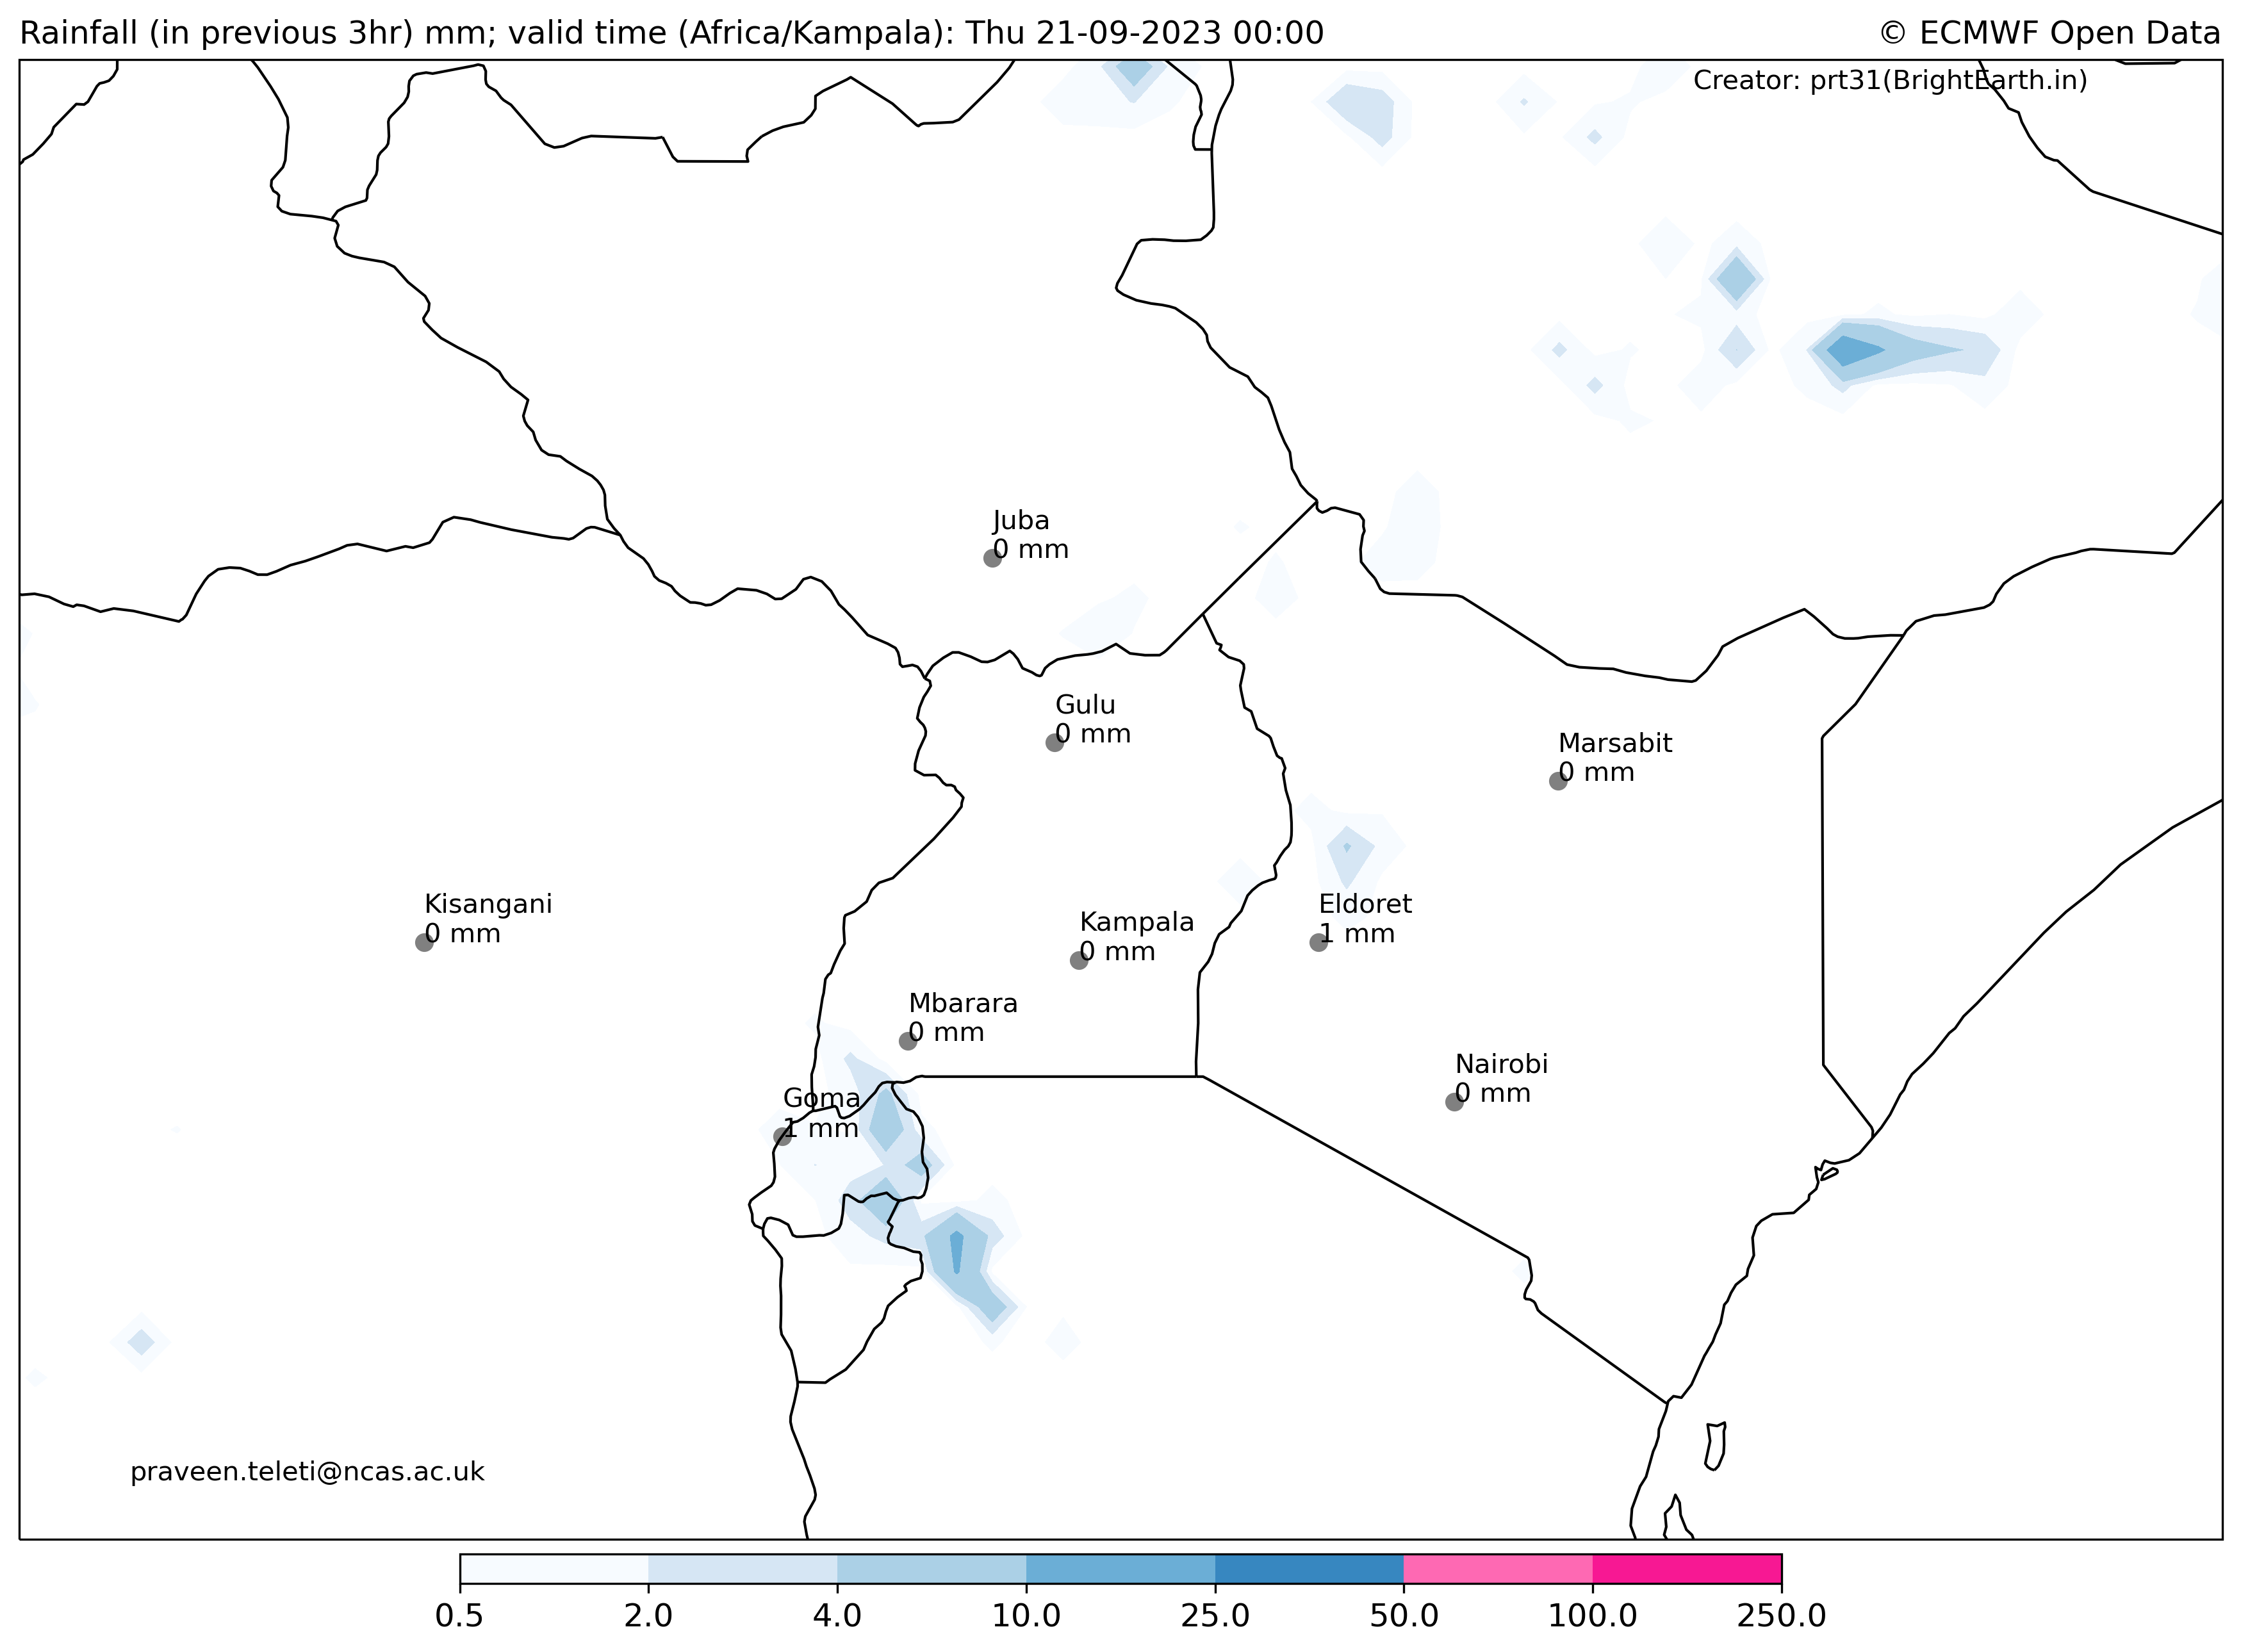 Rainfall (in previous 3hr) mm; valid time (Africa/Kampala): Thu 21-09-2023 00:00
© ECMWF Open Data
Creator: prt31(BrightEarth.in)
Juba
0 mm
Gulu
0 mm
Marsabit
0 mm
Kisangani
0 mm
Kampala
0 mm
Eldoret
1 mm
Mbarara
0 mm
Nairobi
0 mm
Goma
1 mm
praveen.teleti@ncas.ac.uk
0.5 2.0 4.0 10.0 25.0 50.0 100.0 250.0